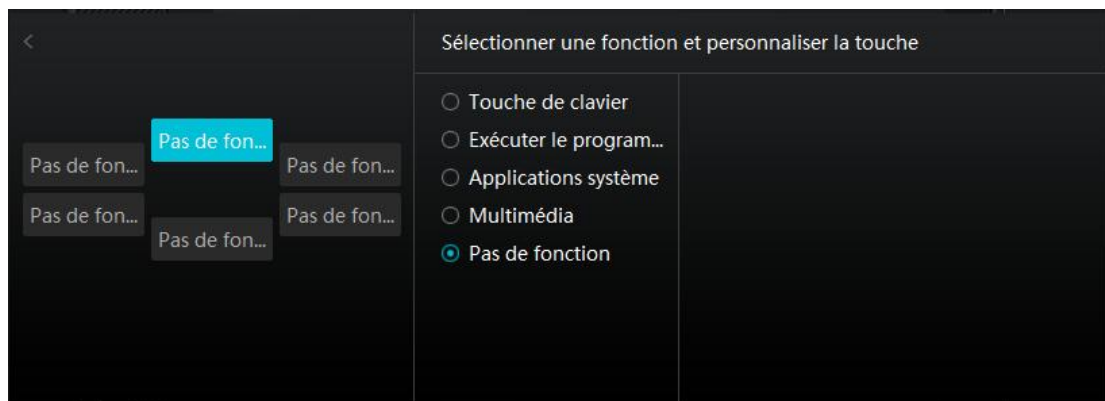 Sélectionner une fonction et personnaliser la touche
Pas de fon...
Pas de fon...
Pas de fon...
Pas de fon...
Pas de fon...
Pas de fon...
Touche de clavier
Exécuter le program...
Applications système
Multimédia
Pas de fonction